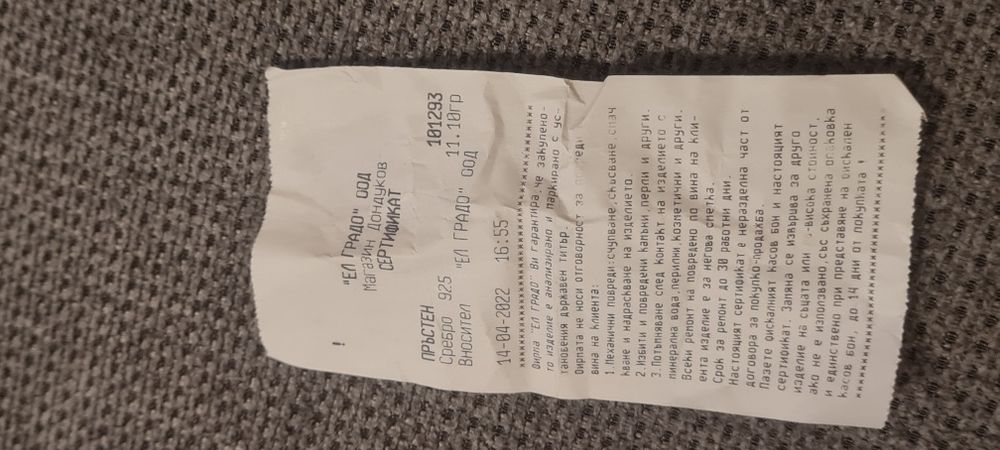 !
"ЕЛ ГРАДО" ООД
Магазин Дондуков
СЕРТИФИКАТ
ПРЪСТЕН 101293
Сребро 925 11.10гр
Вносител "ЕЛ ГРАДО" ООД
14-04-2022 16:55
Фирма "ЕЛ ГРАДО" Ви гарантира, че закупено-
то изделие е анализирано и маркирано с ус-
тановения държавен титър.
Фирмата не носи отговорност за повреди
вина на клиента:
1.Механични повреди:счупване,скъсване,спач
кване и надраскване на изделието.
2.Избити и повредени камъни,перли и други.
3.Потъмняване след контакт на изделието с
минерална вода,перилни,козметични и други.
Всеки ремонт на повредено по вина на кли-
ента изделие е за негова сметка.
Срок за ремонт до 30 работни дни.
Настоящият сертификат е неразделна част от
договора за покупко-продажба.
Пазете фискалният касов бон и настоящият
сертификат. Замяна се извършва за друго
изделие на същата или -висока стойност,
ако не е използвано,със съхранена опаковка
и единствено при представяне на фискален
касов бон, до 14 дни от покупката !